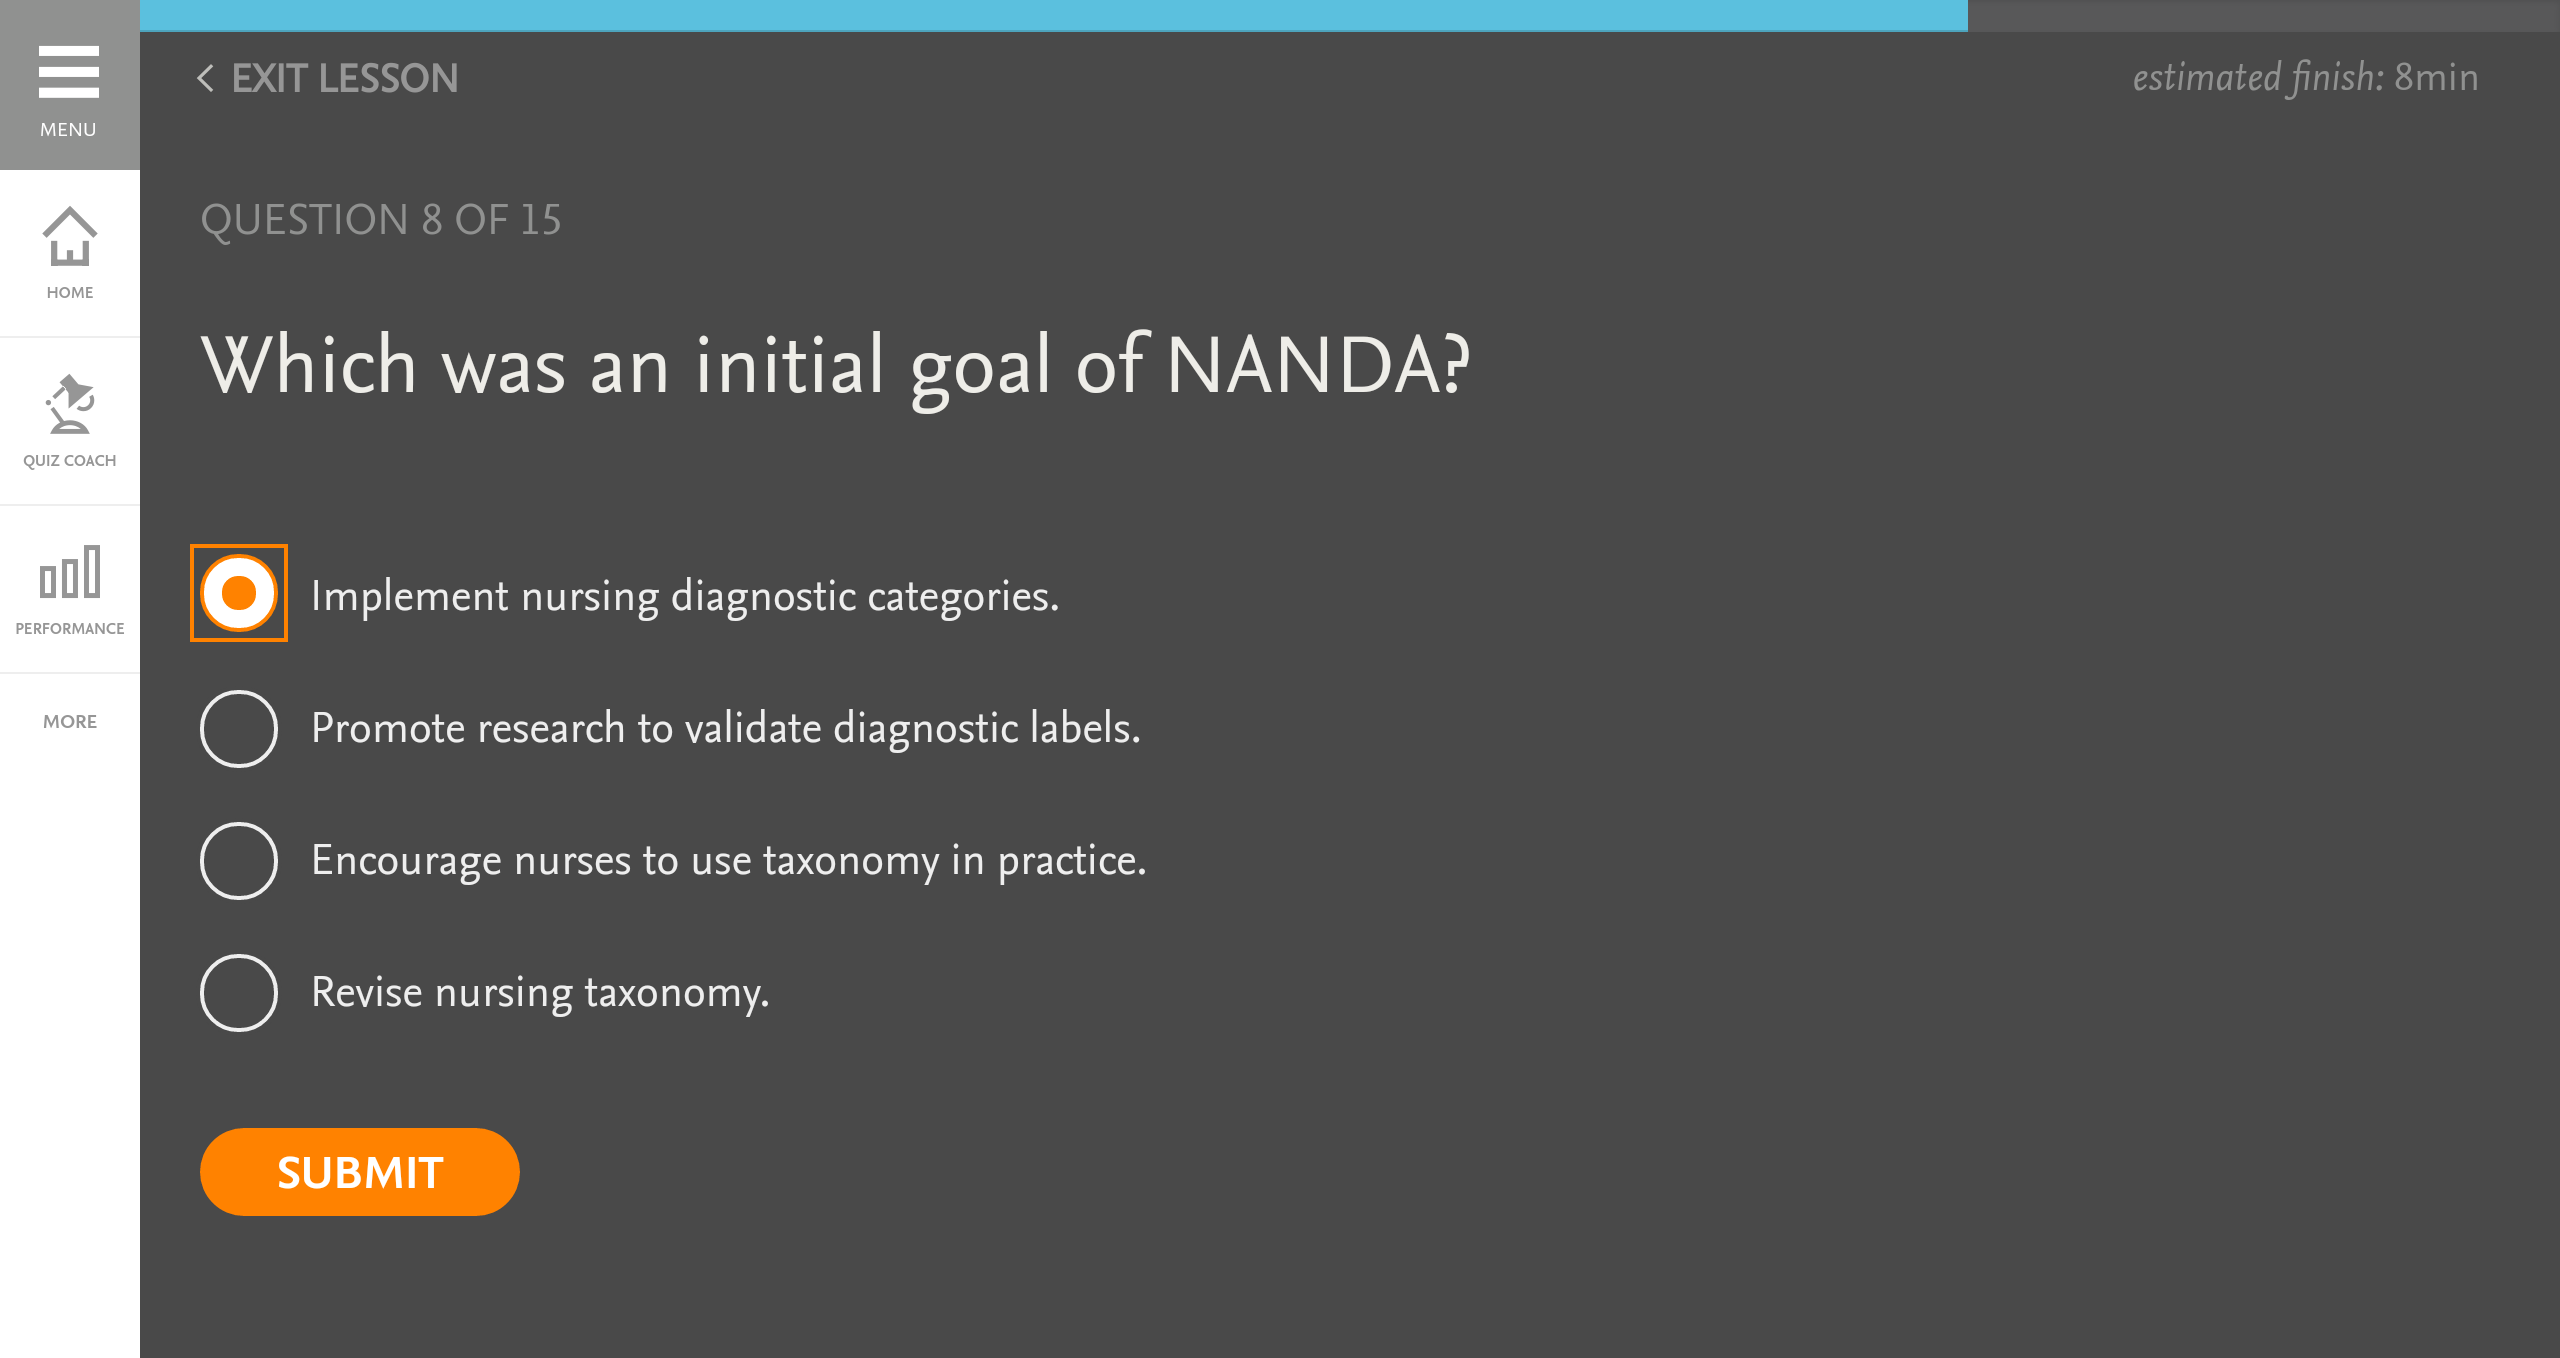 MENU
HOME
QUIZ COACH
PERFORMANCE
MORE
EXIT LESSON
estimated finish: 8min
QUESTION 8 OF 15
Which was an initial goal of NANDA?
Implement nursing diagnostic categories.
Promote research to validate diagnostic labels.
Encourage nurses to use taxonomy in practice.
Revise nursing taxonomy.
SUBMIT